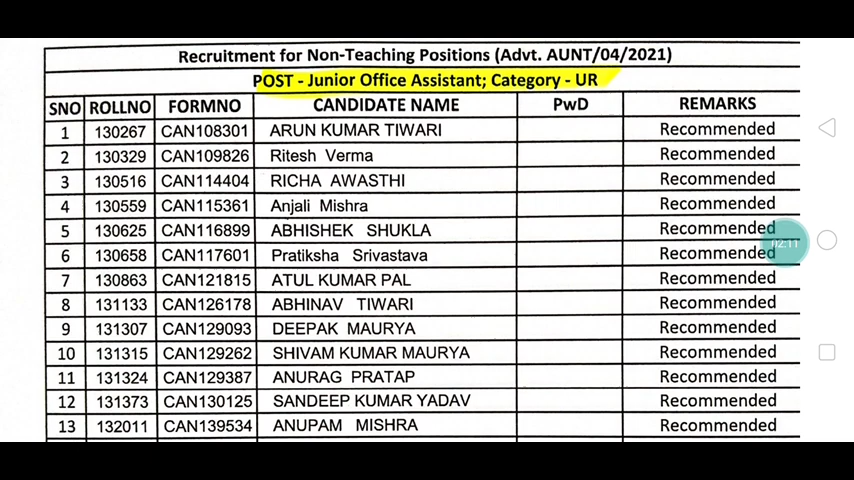 Recruitment for Non-Teaching Positions (Advt. AUNT/04/2021)
POST - Junior Office Assistant; Category - UR
SNO ROLLNO FORMNO CANDIDATE NAME PwD REMARKS
1 130267 CAN108301 ARUN KUMAR TIWARI Recommended
2 130329 CAN109826 Ritesh Verma Recommended
3 130516 CAN114404 RICHA AWASTHI Recommended
4 130559 CAN115361 Anjali Mishra Recommended
5 130625 CAN116899 ABHISHEK SHUKLA Recommended
6 130658 CAN117601 Pratiksha Srivastava Recommended
7 130863 CAN121815 ATUL KUMAR PAL Recommended
8 131133 CAN126178 ABHINAV TIWARI Recommended
9 131307 CAN129093 DEEPAK MAURYA Recommended
10 131315 CAN129262 SHIVAM KUMAR MAURYA Recommended
11 131324 CAN129387 ANURAG PRATAP Recommended
12 131373 CAN130125 SANDEEP KUMAR YADAV Recommended
13 132011 CAN139534 ANUPAM MISHRA Recommended
02:11